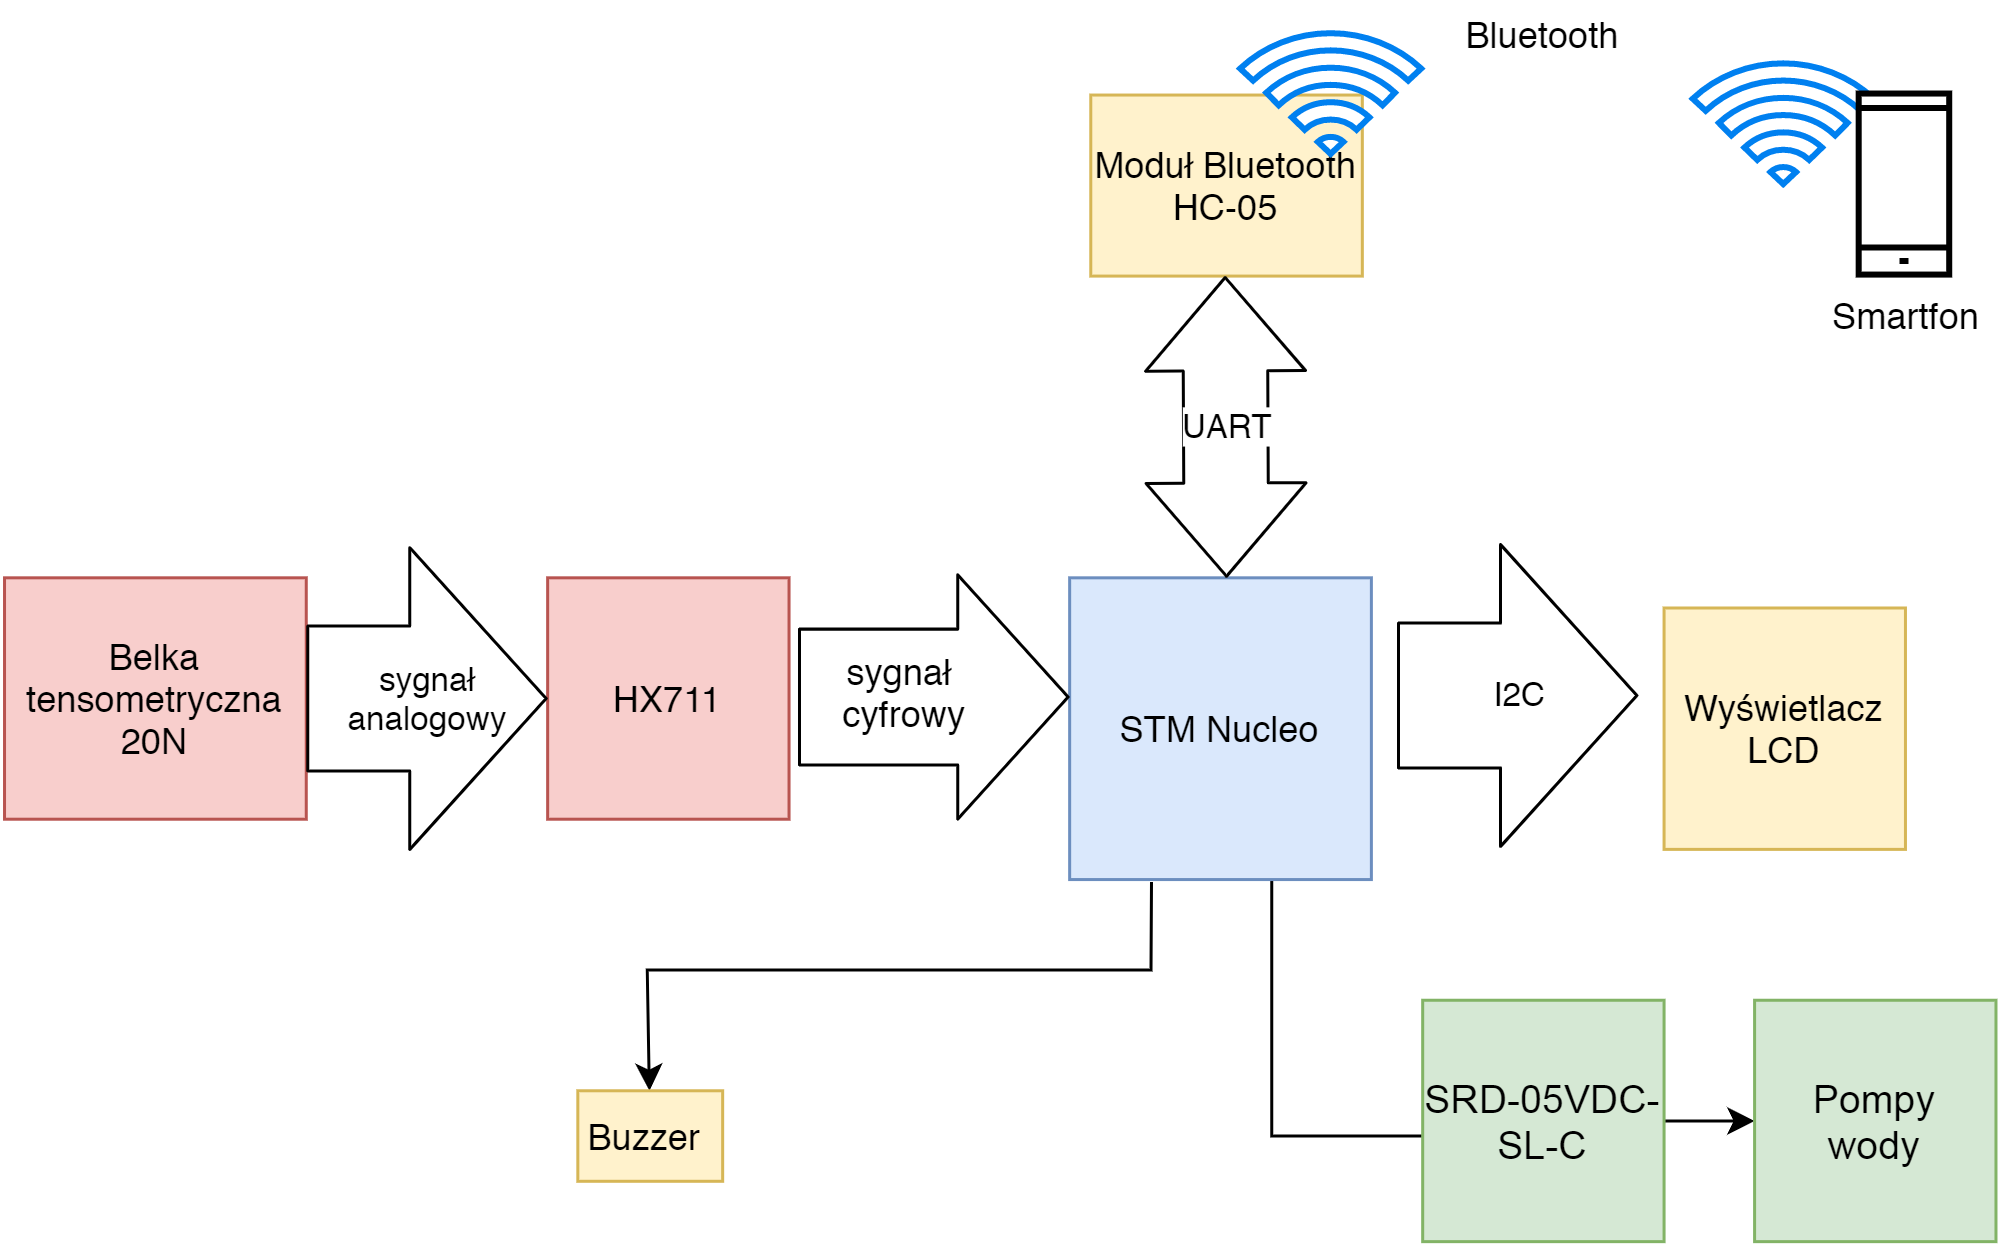 Bluetooth
Moduł Bluetooth
HC-05
Smartfon
UART
Belka
tensometryczna
20N
sygnał
analogowy
HX711
sygnał
cyfrowy
STM Nucleo
I2C
Wyświetlacz
LCD
Buzzer
SRD-05VDC-
SL-C
Pompy
wody